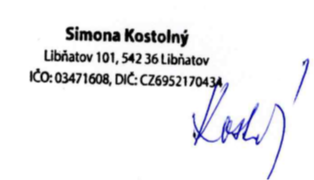 Simona Kostolný
Libňatov 101, 542 36 Libňatov
IČO: 03471608, DIČ: CZ6952170434